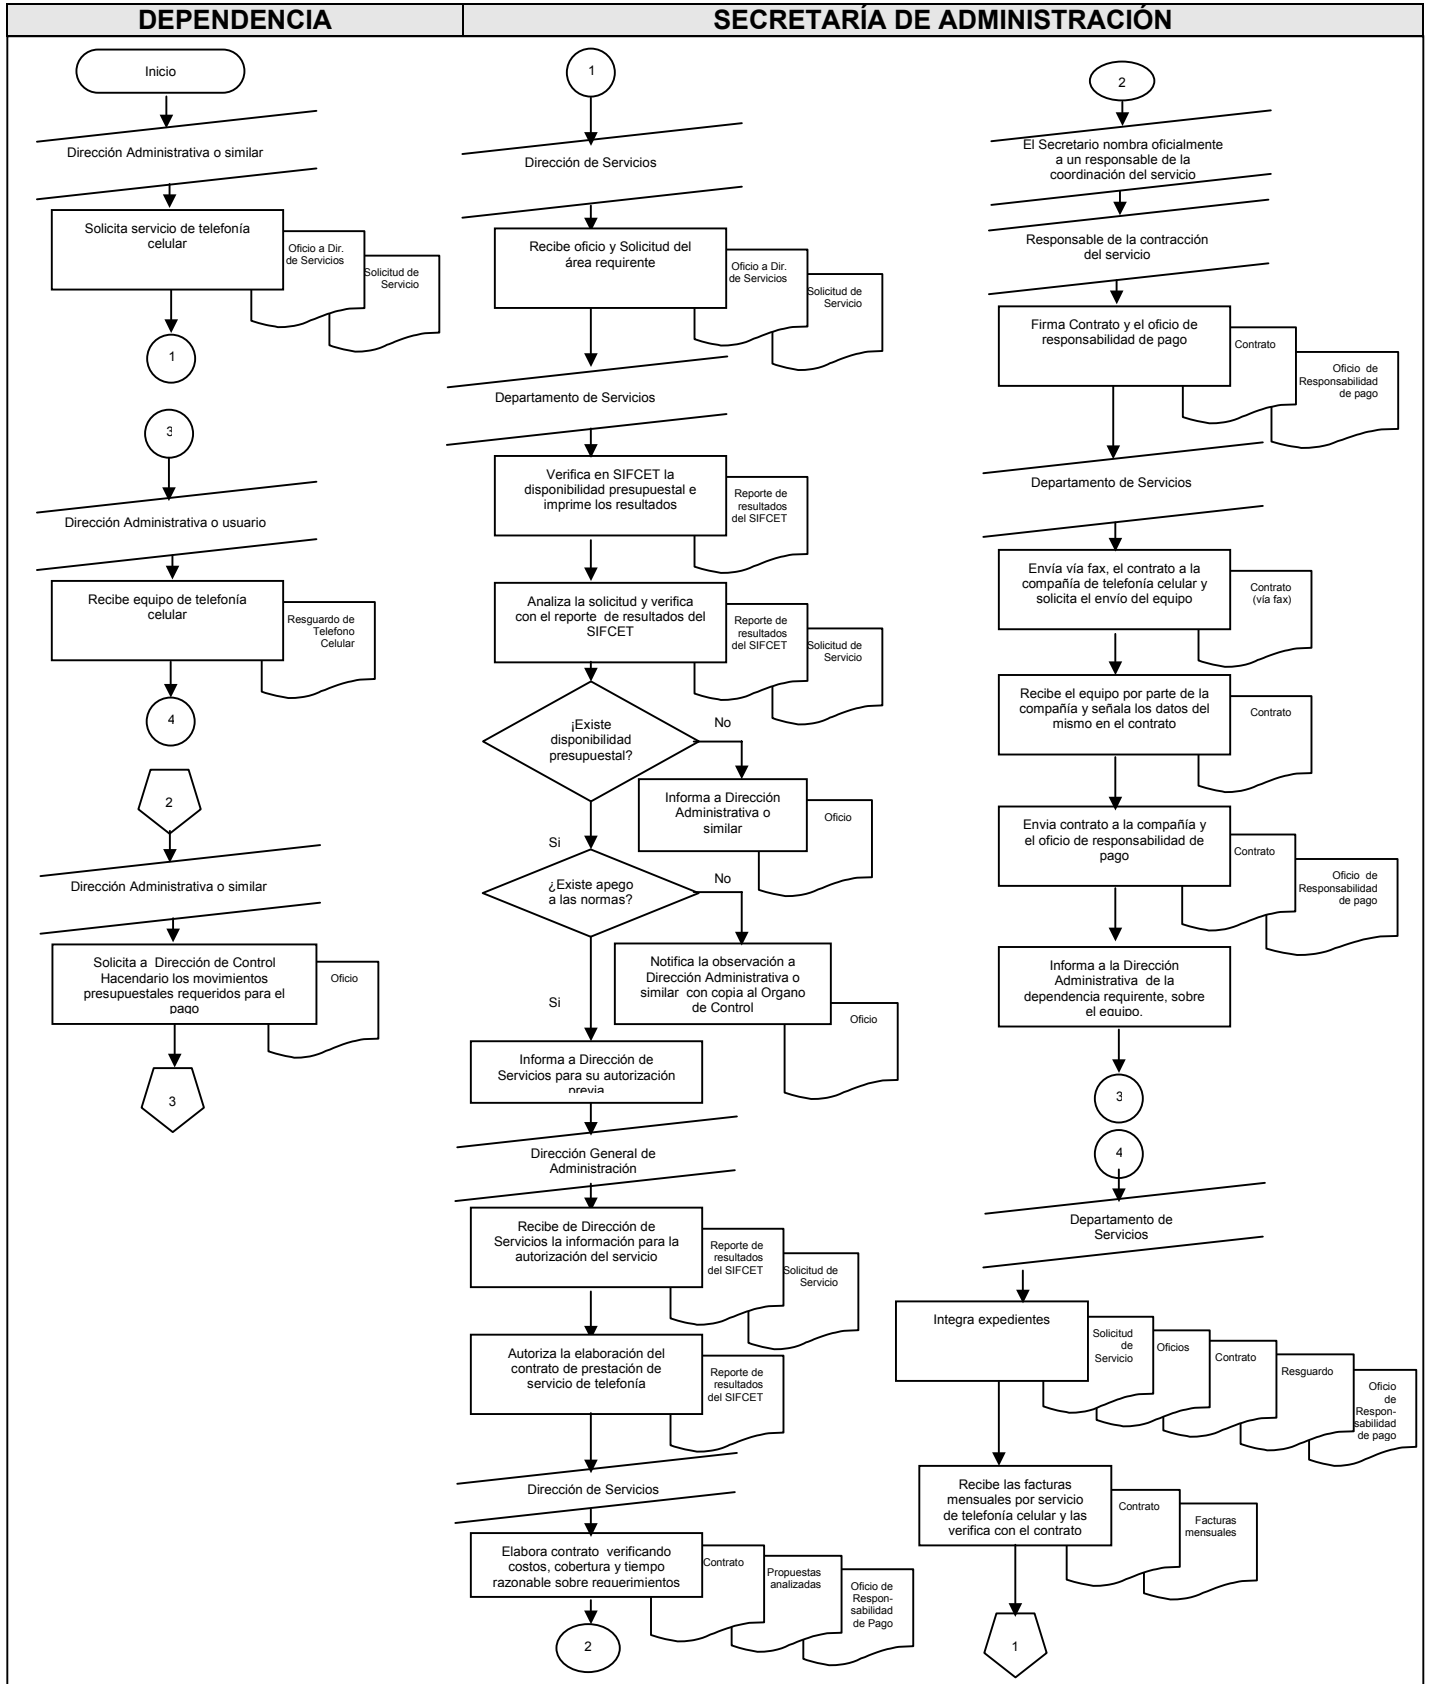 DEPENDENCIA
SECRETARÍA DE ADMINISTRACIÓN
Inicio
Dirección Administrativa o similar
Solicita servicio de telefonía
celular
Oficio a Dir.
de Servicios
Solicitud de
Servicio
1
3
Dirección Administrativa o usuario
Recibe equipo de telefonía
celular
Resguardo de
Telefono
Celular
4
2
Dirección Administrativa o similar
Solicita a Dirección de Control
Hacendario los movimientos
presupuestales requeridos para el
pago
Oficio
3
1
Dirección de Servicios
Recibe oficio y Solicitud del
área requirente
Oficio a Dir.
de Servicios
Solicitud de
Servicio
Departamento de Servicios
Verifica en SIFCET la
disponibilidad presupuestal e
imprime los resultados
Reporte de
resultados
del SIFCET
Analiza la solicitud y verifica
con el reporte de resultados del
SIFCET
Reporte de
resultados
del SIFCET
Solicitud de
Servicio
¡Existe
disponibilidad
presupuestal?
No
Informa a Dirección
Administrativa o
similar
Oficio
Si
¿Existe apego
a las normas?
No
Notifica la observación a
Dirección Administrativa o
similar con copia al Organo
de Control
Oficio
Si
Informa a Dirección de
Servicios para su autorización
previa
Dirección General de
Administración
Recibe de Dirección de
Servicios la información para la
autorización del servicio
Reporte de
resultados
del SIFCET
Solicitud de
Servicio
Autoriza la elaboración del
contrato de prestación de
servicio de telefonía
Reporte de
resultados
del SIFCET
Dirección de Servicios
Elabora contrato verificando
costos, cobertura y tiempo
razonable sobre requerimientos
Contrato
Propuestas
analizadas
Oficio de
Respon-
sabilidad
de Pago
2
2
El Secretario nombra oficialmente
a un responsable de la
coordinación del servicio
Responsable de la contracción
del servicio
Firma Contrato y el oficio de
responsabilidad de pago
Contrato
Oficio de
Responsabilidad
de pago
Departamento de Servicios
Envía vía fax, el contrato a la
compañía de telefonía celular y
solicita el envío del equipo
Contrato
(vía fax)
Recibe el equipo por parte de la
compañía y señala los datos del
mismo en el contrato
Contrato
Envia contrato a la compañía y
el oficio de responsabilidad de
pago
Contrato
Oficio de
Responsabilidad
de pago
Informa a la Dirección
Administrativa de la
dependencia requirente, sobre
el equipo.
3
4
Departamento de
Servicios
Integra expedientes
Solicitud
de
Servicio
Oficios
Contrato
Resguardo
Oficio
de
Respon-
sabilidad
de pago
Recibe las facturas
mensuales por servicio
de telefonía celular y las
verifica con el contrato
Contrato
Facturas
mensuales
1